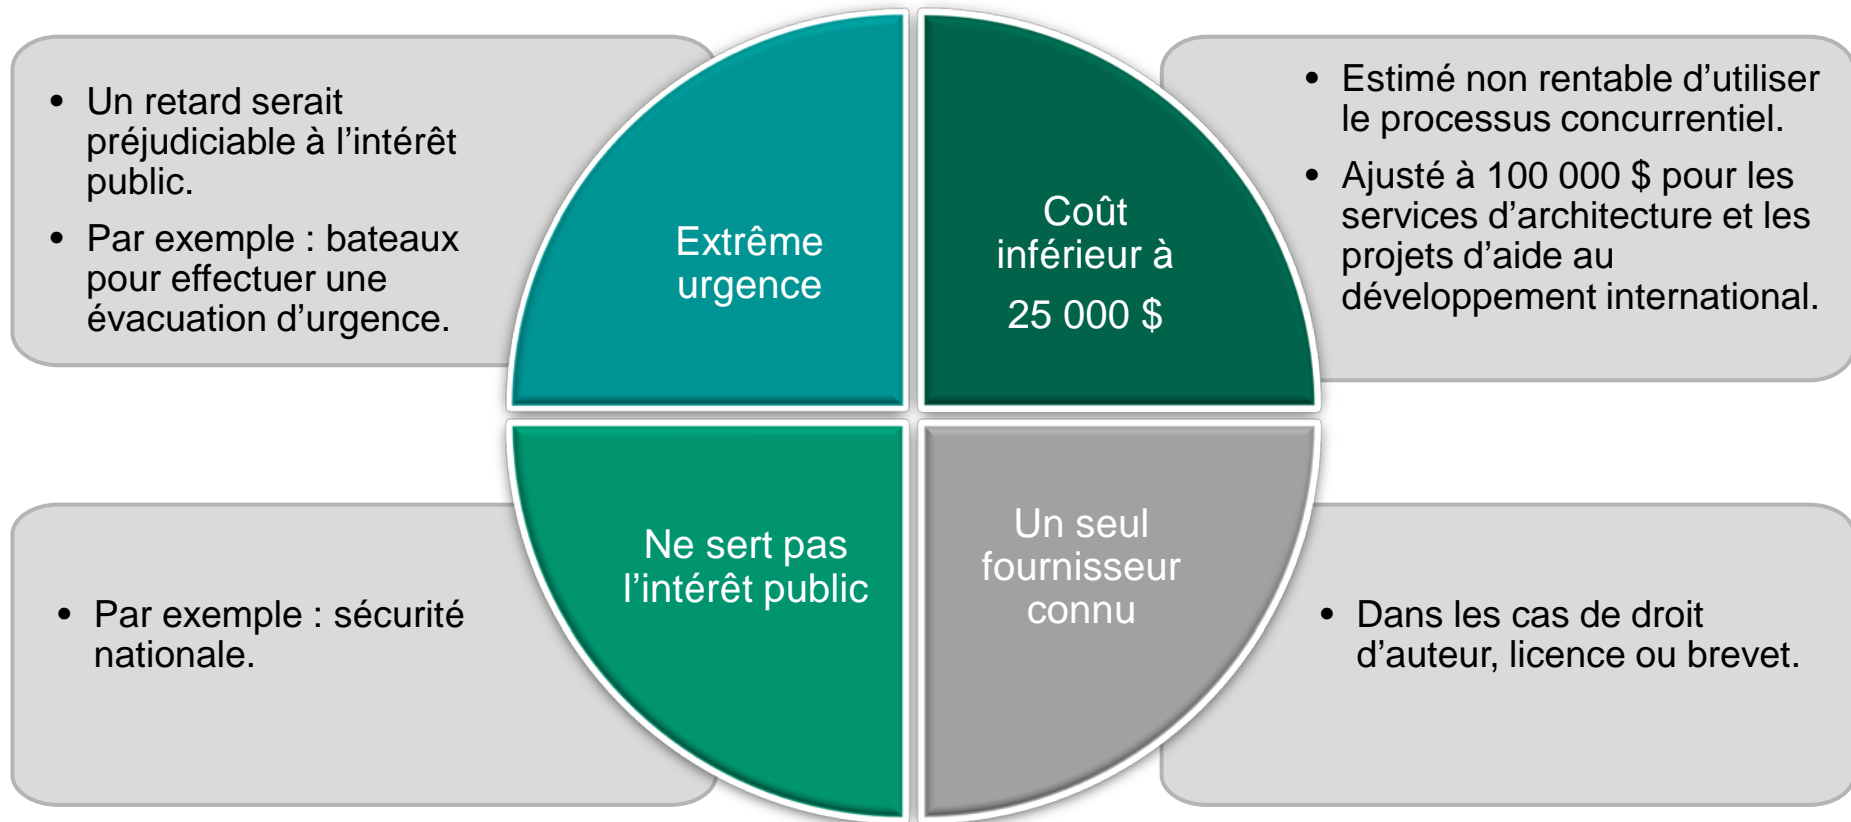 • Un retard serait
préjudiciable à l’intérêt
public.
• Par exemple : bateaux
pour effectuer une
évacuation d’urgence.
Extrême
urgence
Coût
inférieur à
25 000 $
• Estimé non rentable d’utiliser
le processus concurrentiel.
• Ajusté à 100 000 $ pour les
services d’architecture et les
projets d’aide au
développement international.
• Par exemple : sécurité
nationale.
Ne sert pas
l’intérêt public
Un seul
fournisseur
connu
• Dans les cas de droit
d’auteur, licence ou brevet.